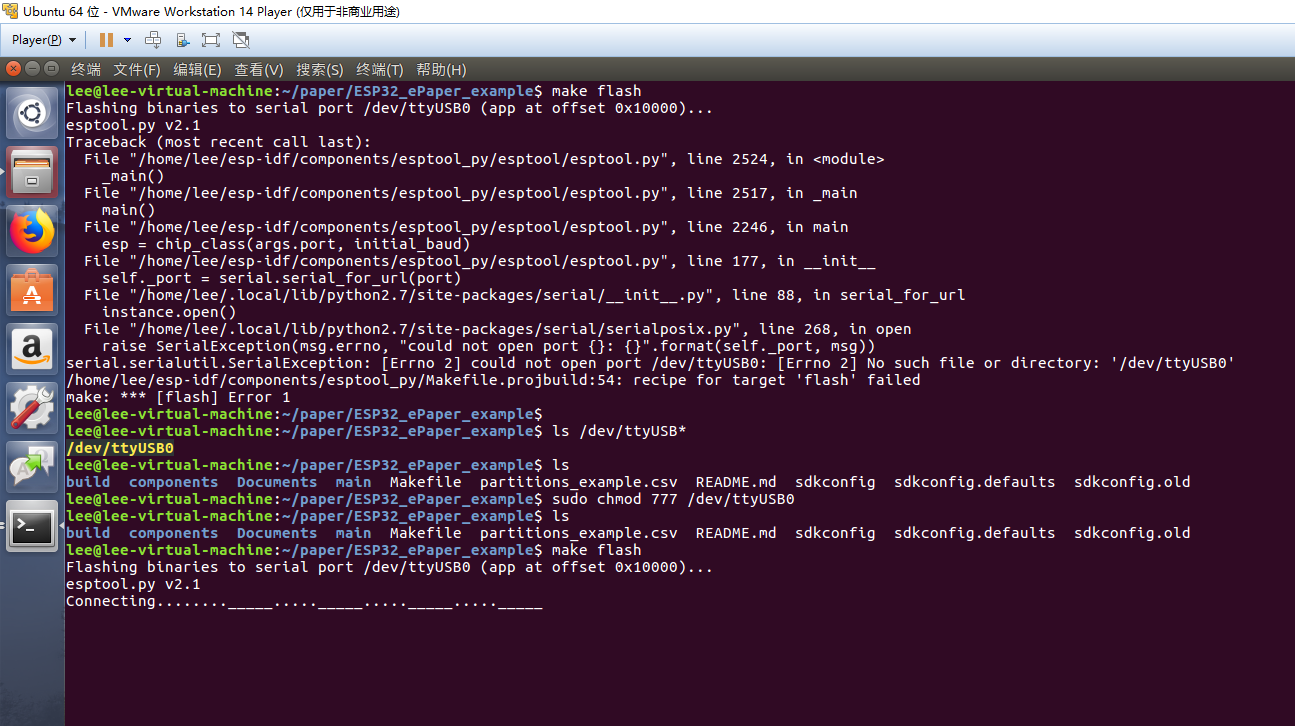 Ubuntu 64 位 - VMware Workstation 14 Player (仅用于非商业用途)
Player(P)
终端 文件(F) 编辑(E) 查看(V) 搜索(S) 终端(T) 帮助(H)
lee@lee-virtual-machine:~/paper/ESP32_ePaper_example$ make flash
Flashing binaries to serial port /dev/ttyUSB0 (app at offset 0x10000)...
esptool.py v2.1
Traceback (most recent call last):
  File "/home/lee/esp-idf/components/esptool_py/esptool/esptool.py", line 2524, in <module>
    _main()
  File "/home/lee/esp-idf/components/esptool_py/esptool/esptool.py", line 2517, in _main
    main()
  File "/home/lee/esp-idf/components/esptool_py/esptool/esptool.py", line 2246, in main
    esp = chip_class(args.port, initial_baud)
  File "/home/lee/esp-idf/components/esptool_py/esptool/esptool.py", line 177, in __init__
    self._port = serial.serial_for_url(port)
  File "/home/lee/.local/lib/python2.7/site-packages/serial/__init__.py", line 88, in serial_for_url
    instance.open()
  File "/home/lee/.local/lib/python2.7/site-packages/serial/serialposix.py", line 268, in open
    raise SerialException(msg.errno, "could not open port {}: {}".format(self._port, msg))
serial.serialutil.SerialException: [Errno 2] could not open port /dev/ttyUSB0: [Errno 2] No such file or directory: '/dev/ttyUSB0'
/home/lee/esp-idf/components/esptool_py/Makefile.projbuild:54: recipe for target 'flash' failed
make: *** [flash] Error 1
lee@lee-virtual-machine:~/paper/ESP32_ePaper_example$
lee@lee-virtual-machine:~/paper/ESP32_ePaper_example$ ls /dev/ttyUSB*
/dev/ttyUSB0
lee@lee-virtual-machine:~/paper/ESP32_ePaper_example$ ls
build  components  Documents  main  Makefile  partitions_example.csv  README.md  sdkconfig  sdkconfig.defaults  sdkconfig.old
lee@lee-virtual-machine:~/paper/ESP32_ePaper_example$ sudo chmod 777 /dev/ttyUSB0
lee@lee-virtual-machine:~/paper/ESP32_ePaper_example$ ls
build  components  Documents  main  Makefile  partitions_example.csv  README.md  sdkconfig  sdkconfig.defaults  sdkconfig.old
lee@lee-virtual-machine:~/paper/ESP32_ePaper_example$ make flash
Flashing binaries to serial port /dev/ttyUSB0 (app at offset 0x10000)...
esptool.py v2.1
Connecting........_____....._____....._____....._____